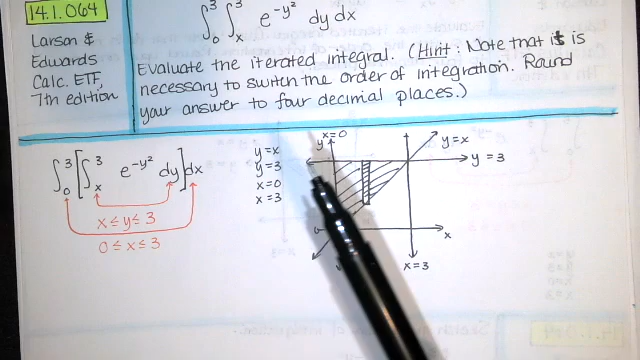 14.1.064
Larson &
Edwards
Calc. ETF,
7th edition
∫₀³ ∫ₓ³ e^(-y²) dy dx
Evaluate the iterated integral. (Hint: Note that it is
necessary to switch the order of integration. Round
your answer to four decimal places.)
∫₀³ [∫ₓ³ e^(-y²) dy] dx
x ≤ y ≤ 3
0 ≤ x ≤ 3
y = x
y = 3
x = 0
x = 3
x = 0
y
y = x
y = 3
x
x = 3